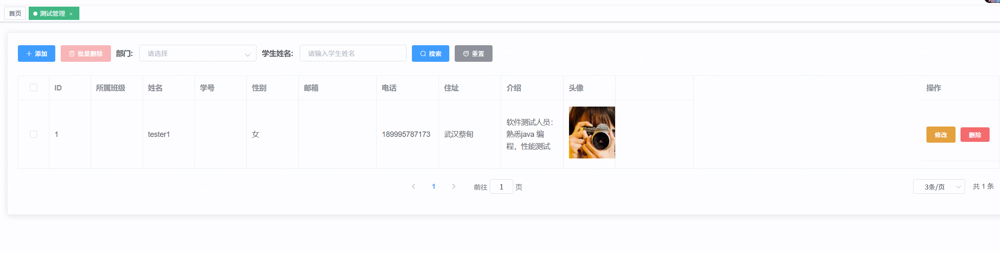 首页 测试管理 ×
添加 批量删除 部门: 请选择 学生姓名: 请输入学生姓名 搜索 重置
ID 所属班级 姓名 学号 性别 邮箱 电话 住址 介绍 头像 操作
1 tester1 女 189995787173 武汉蔡甸
软件测试人员：
熟悉java 编
程，性能测试
修改 删除
1 前往 1 页 3条/页 共 1 条